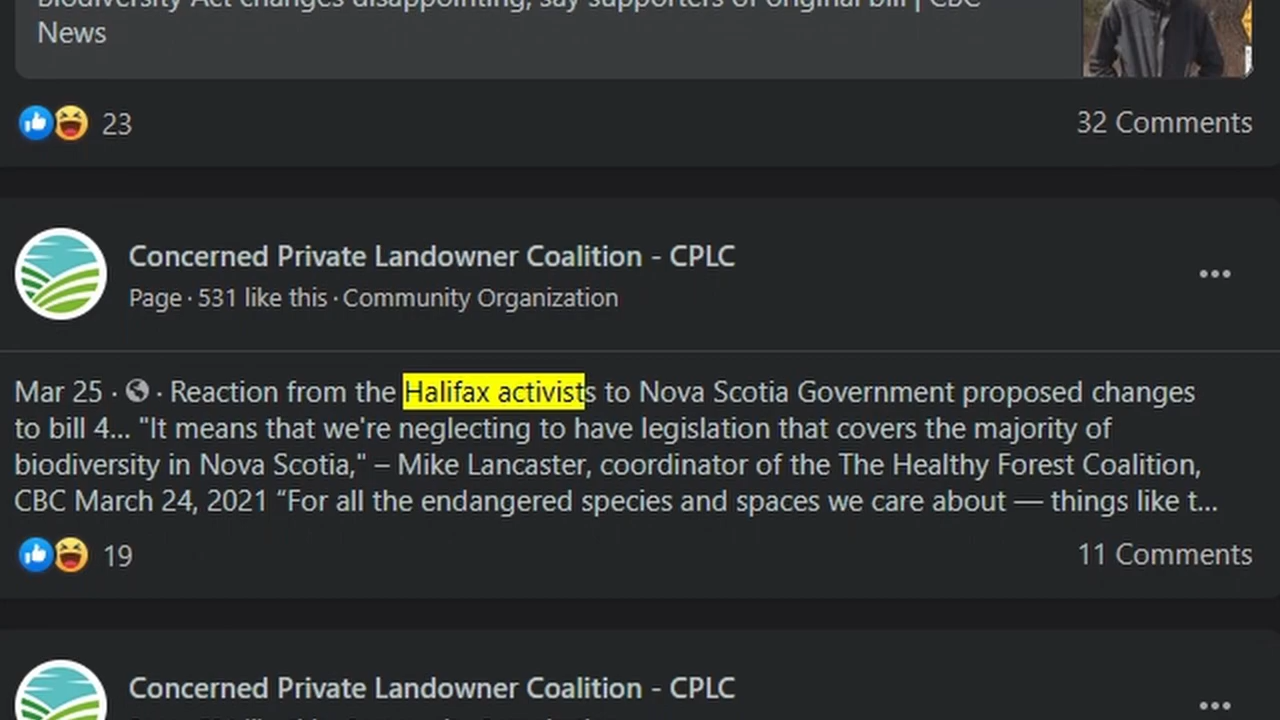 Biodiversity Act changes disappointing, say supporters of original bill | CBC
News
23
32 Comments
Concerned Private Landowner Coalition - CPLC
Page · 531 like this · Community Organization
Mar 25 · · Reaction from the Halifax activists to Nova Scotia Government proposed changes
to bill 4... "It means that we're neglecting to have legislation that covers the majority of
biodiversity in Nova Scotia," – Mike Lancaster, coordinator of the The Healthy Forest Coalition,
CBC March 24, 2021 “For all the endangered species and spaces we care about — things like t...
19
11 Comments
Concerned Private Landowner Coalition - CPLC